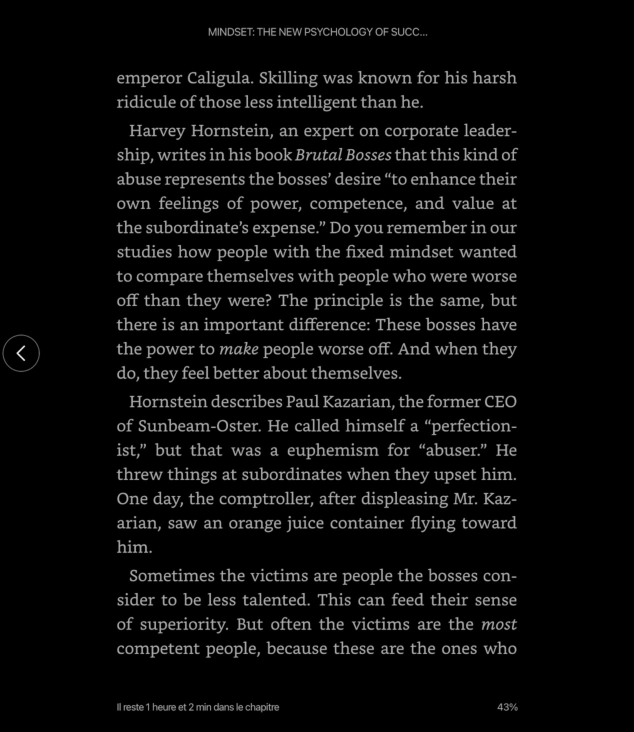 MINDSET: THE NEW PSYCHOLOGY OF SUCC...
emperor Caligula. Skilling was known for his harsh
ridicule of those less intelligent than he.
Harvey Hornstein, an expert on corporate leader-
ship, writes in his book Brutal Bosses that this kind of
abuse represents the bosses’ desire “to enhance their
own feelings of power, competence, and value at
the subordinate’s expense.” Do you remember in our
studies how people with the fixed mindset wanted
to compare themselves with people who were worse
off than they were? The principle is the same, but
there is an important difference: These bosses have
the power to make people worse off. And when they
do, they feel better about themselves.
Hornstein describes Paul Kazarian, the former CEO
of Sunbeam-Oster. He called himself a “perfection-
ist,” but that was a euphemism for “abuser.” He
threw things at subordinates when they upset him.
One day, the comptroller, after displeasing Mr. Kaz-
arian, saw an orange juice container flying toward
him.
Sometimes the victims are people the bosses con-
sider to be less talented. This can feed their sense
of superiority. But often the victims are the most
competent people, because these are the ones who
Il reste 1 heure et 2 min dans le chapitre
43%